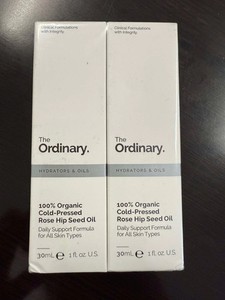 Clinical Formulations
with Integrity.
The
Ordinary.
HYDRATORS & OILS
100% Organic
Cold-Pressed
Rose Hip Seed Oil
Daily Support Formula
for All Skin Types
30mL ℮ 1 fl. oz. U.S.
Clinical Formulations
with Integrity.
The
Ordinary.
HYDRATORS & OILS
100% Organic
Cold-Pressed
Rose Hip Seed Oil
Daily Support Formula
for All Skin Types
30mL ℮ 1 fl. oz. U.S.